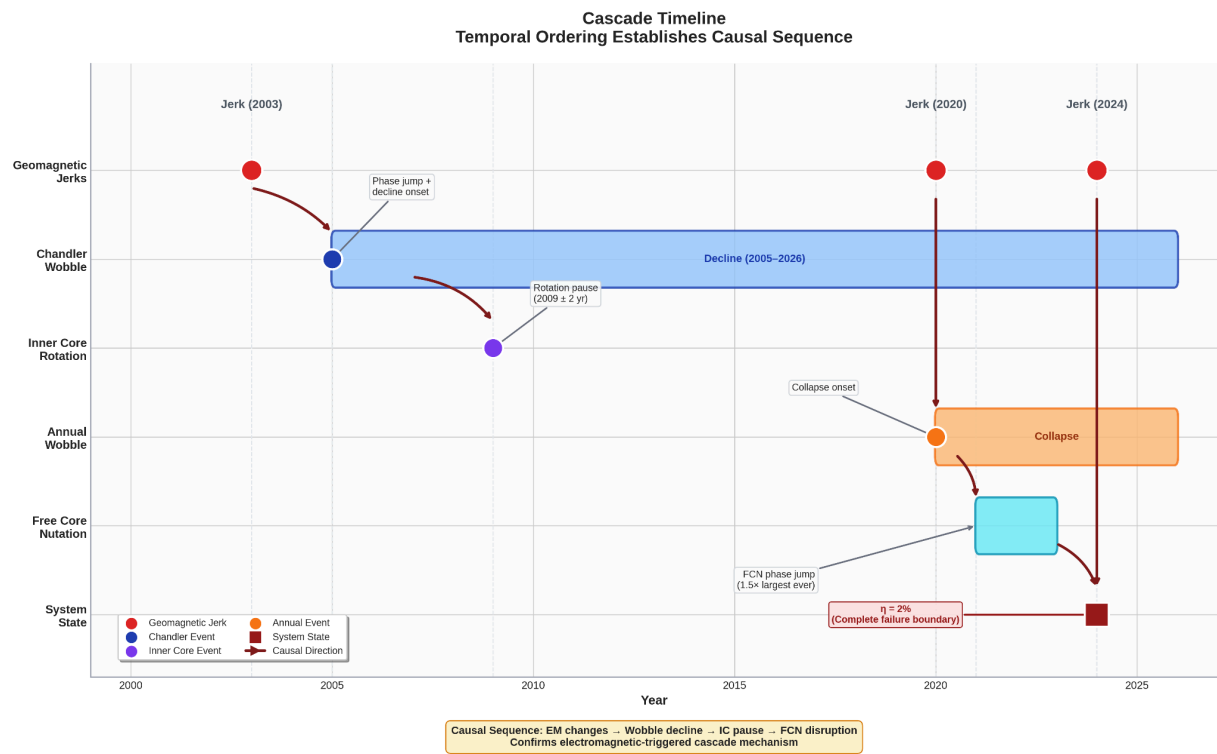 Cascade Timeline
Temporal Ordering Establishes Causal Sequence
Jerk (2003)
Jerk (2020)
Jerk (2024)
Geomagnetic
Jerks
Phase jump +
decline onset
Chandler
Wobble
Decline (2005–2026)
Rotation pause
(2009 ± 2 yr)
Inner Core
Rotation
Collapse onset
Annual
Wobble
Collapse
Free Core
Nutation
FCN phase jump
(1.5× largest ever)
System
State
η = 2%
(Complete failure boundary)
Geomagnetic Jerk
Chandler Event
Inner Core Event
Annual Event
System State
Causal Direction
2000
2005
2010
2015
2020
2025
Year
Causal Sequence: EM changes → Wobble decline → IC pause → FCN disruption
Confirms electromagnetic-triggered cascade mechanism